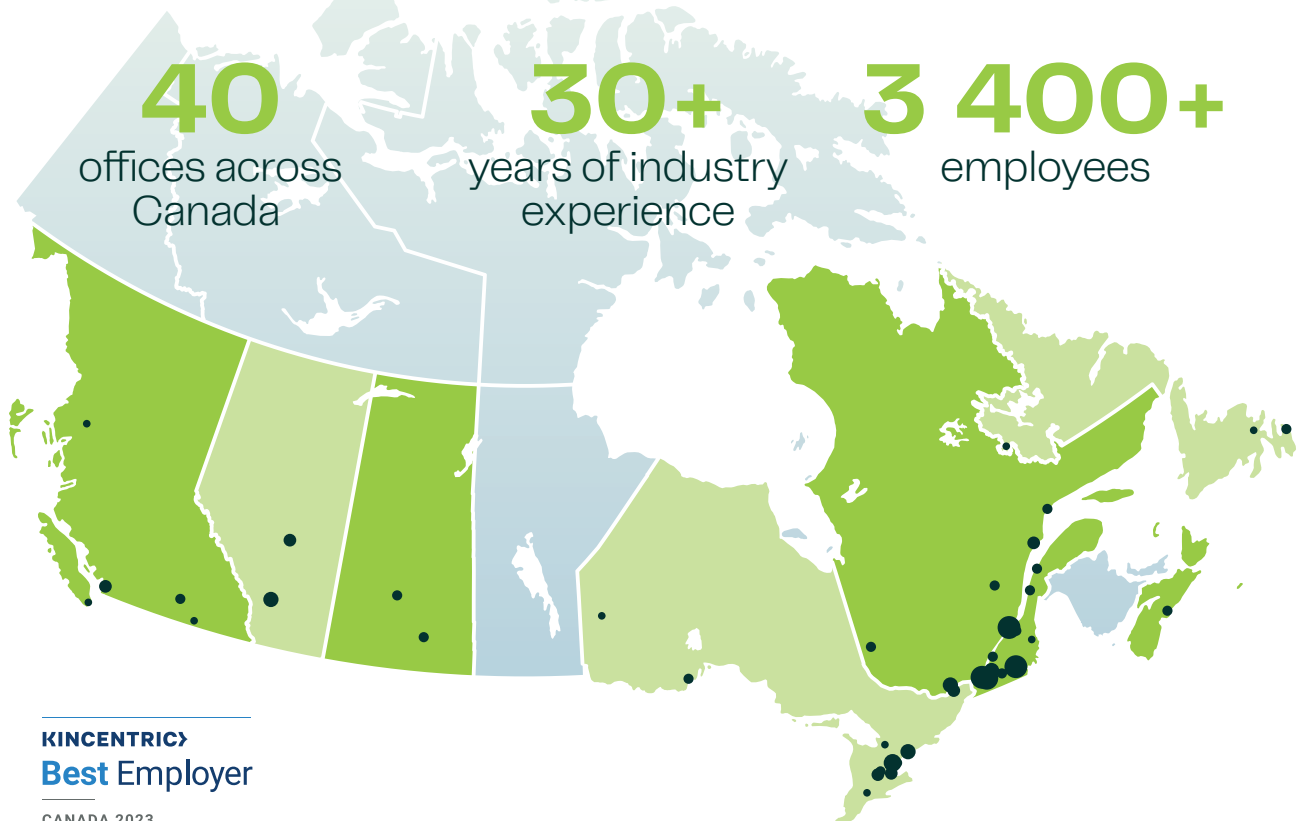 40
offices across
Canada
30+
years of industry
experience
3 400+
employees
KINCENTRIC>
Best Employer
CANADA 2023